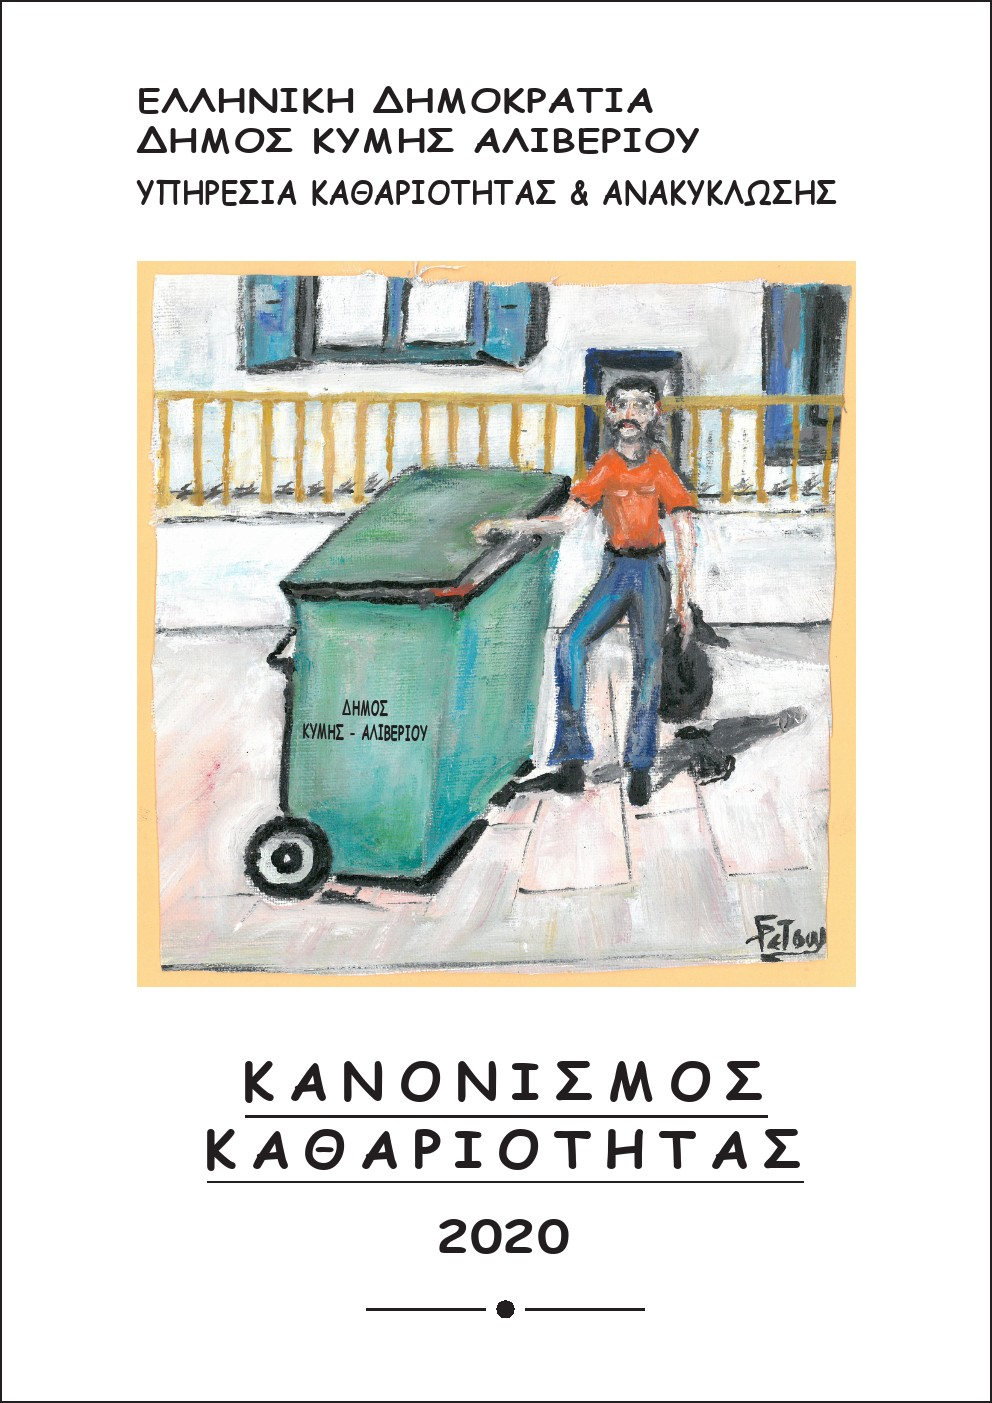 ΕΛΛΗΝΙΚΗ ΔΗΜΟΚΡΑΤΙΑ
ΔΗΜΟΣ ΚΥΜΗΣ ΑΛΙΒΕΡΙΟΥ
ΥΠΗΡΕΣΙΑ ΚΑΘΑΡΙΟΤΗΤΑΣ & ΑΝΑΚΥΚΛΩΣΗΣ
ΔΗΜΟΣ
ΚΥΜΗΣ - ΑΛΙΒΕΡΙΟΥ
ΚΑΝΟΝΙΣΜΟΣ
ΚΑΘΑΡΙΟΤΗΤΑΣ
2020